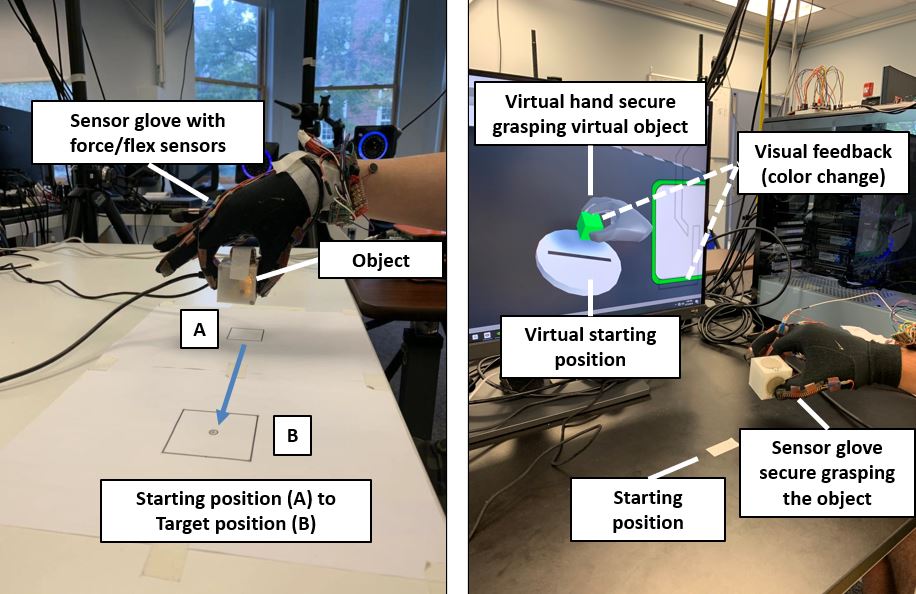 Sensor glove with
force/flex sensors
Object
A
B
Starting position (A) to
Target position (B)
Virtual hand secure
grasping virtual object
Visual feedback
(color change)
Virtual starting
position
Sensor glove
secure grasping
the object
Starting
position